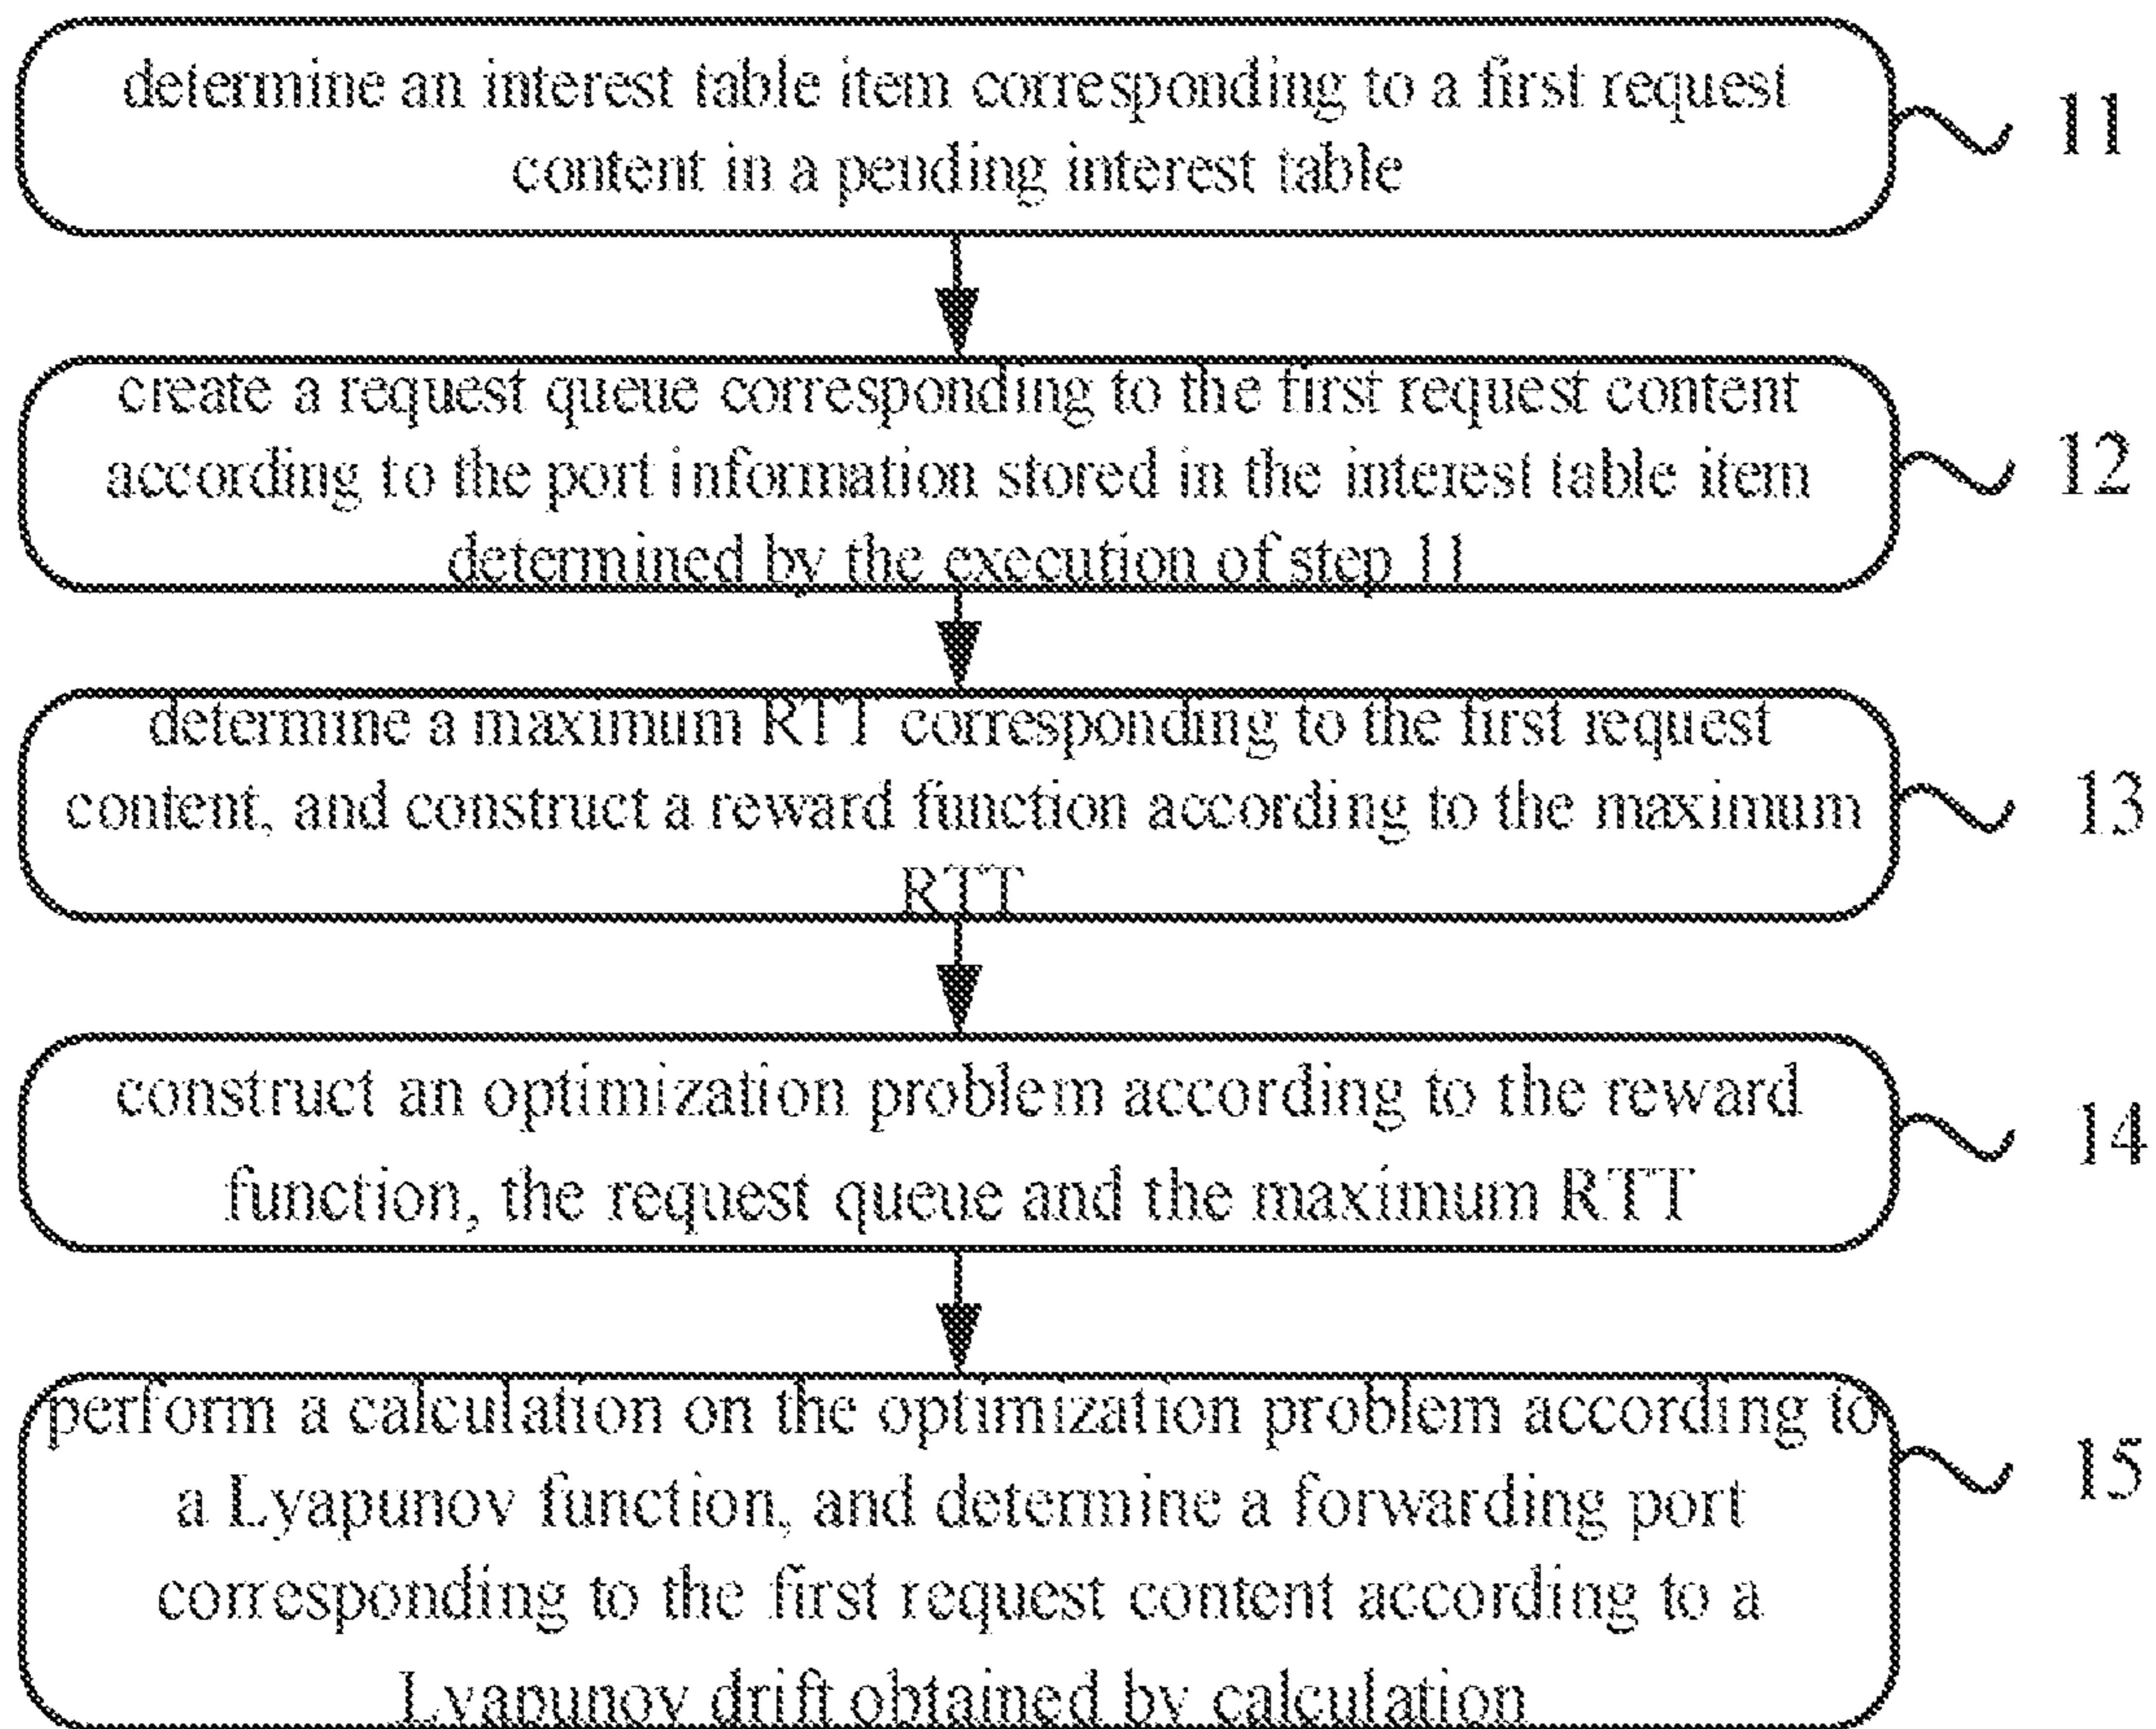 determine an interest table item corresponding to a first request
content in a pending interest table
11
create a request queue corresponding to the first request content
according to the port information stored in the interest table item
determined by the execution of step 11
12
determine a maximum RTT corresponding to the first request
content, and construct a reward function according to the maximum
RTT
13
construct an optimization problem according to the reward
function, the request queue and the maximum RTT
14
perform a calculation on the optimization problem according to
a Lyapunov function, and determine a forwarding port
corresponding to the first request content according to a
Lyapunov drift obtained by calculation
15